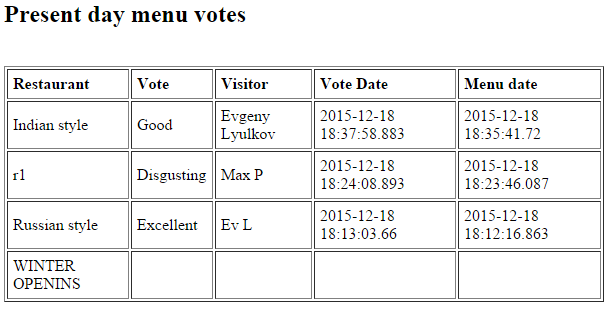 Present day menu votes
Restaurant Vote Visitor Vote Date Menu date
Indian style Good Evgeny Lyulkov 2015-12-18 18:37:58.883 2015-12-18 18:35:41.72
r1 Disgusting Max P 2015-12-18 18:24:08.893 2015-12-18 18:23:46.087
Russian style Excellent Ev L 2015-12-18 18:13:03.66 2015-12-18 18:12:16.863
WINTER OPENINS